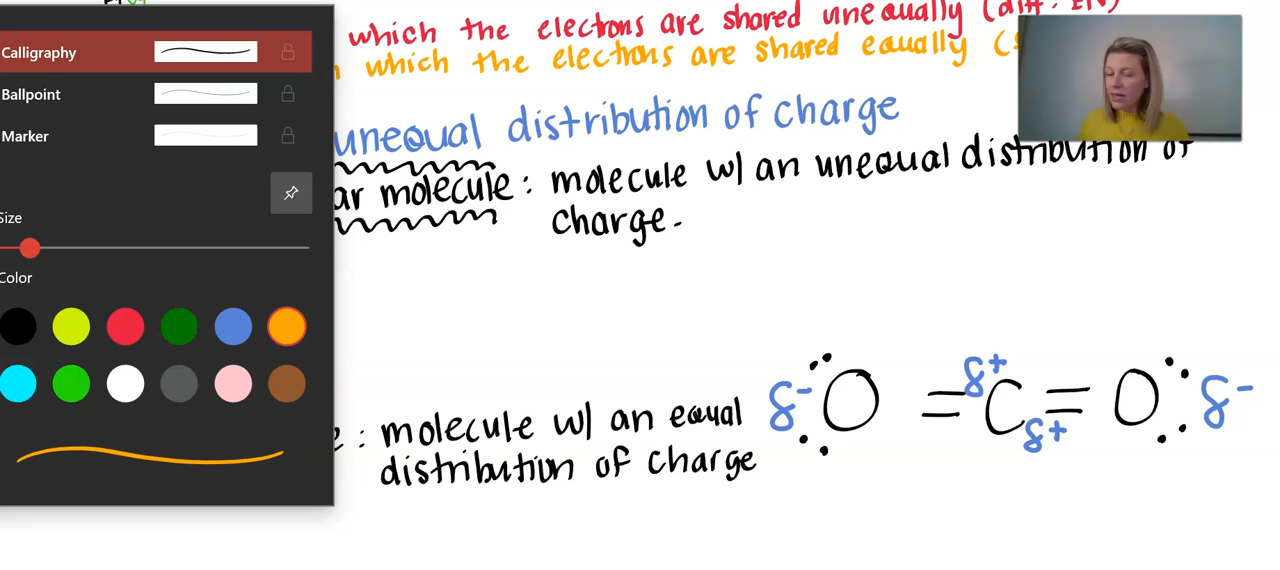 which the electrons are shared unequally (diff. EN)
Calligraphy
which the electrons are shared equally (
Ballpoint
Marker
unequal distribution of charge
ar molecule: molecule w/ an unequal distribution of
charge.
Size
Color
δ- O = δ+ C δ+ = O δ-
: molecule w/ an equal
distribution of charge